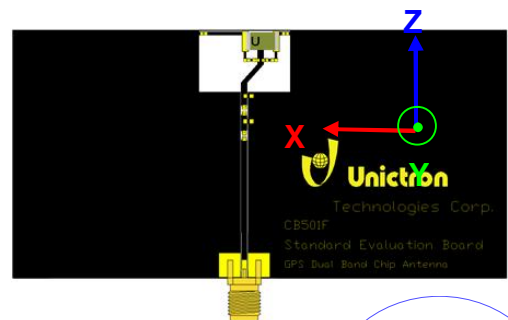 U
Z
X
Y
Unictron
Technologies Corp.
CB501F
Standard Evaluation Board
GPS Dual Band Chip Antenna